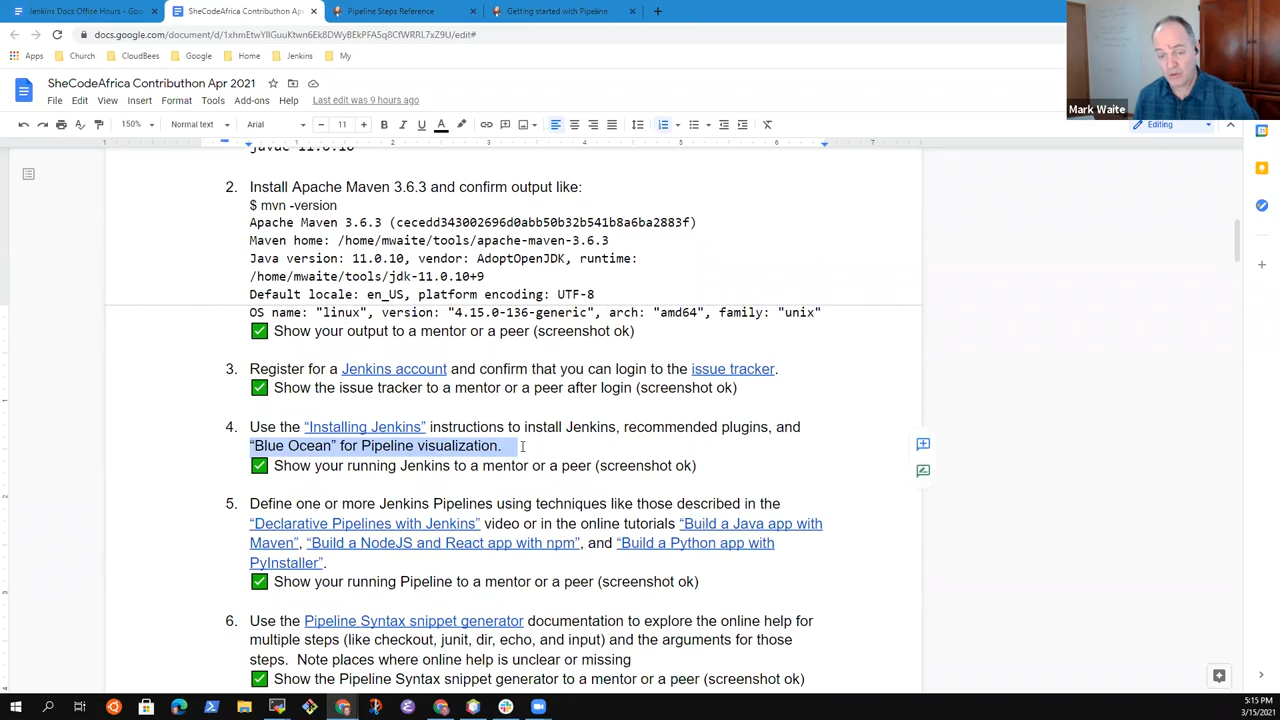 Jenkins Docs Office Hours - Goo
SheCodeAfrica Contributhon Ap
Pipeline Steps Reference
Getting started with Pipeline
docs.google.com/document/d/1xhmEtwYIlGuuKtwn6Ek8DWyBEkPFA5q8CfWRRL7xZ9U/edit#
Apps
Church
CloudBees
Google
Home
Jenkins
My
SheCodeAfrica Contributhon Apr 2021
File Edit View Insert Format Tools Add-ons Help Last edit was 9 hours ago
150% Normal text Arial 11 Editing
Mark Waite
javac 11.0.10
2. Install Apache Maven 3.6.3 and confirm output like:
$ mvn -version
Apache Maven 3.6.3 (cecedd343002696d0abb50b32b541b8a6ba2883f)
Maven home: /home/mwaite/tools/apache-maven-3.6.3
Java version: 11.0.10, vendor: AdoptOpenJDK, runtime:
/home/mwaite/tools/jdk-11.0.10+9
Default locale: en_US, platform encoding: UTF-8
OS name: "linux", version: "4.15.0-136-generic", arch: "amd64", family: "unix"
✅ Show your output to a mentor or a peer (screenshot ok)
3. Register for a Jenkins account and confirm that you can login to the issue tracker.
✅ Show the issue tracker to a mentor or a peer after login (screenshot ok)
4. Use the “Installing Jenkins” instructions to install Jenkins, recommended plugins, and
“Blue Ocean” for Pipeline visualization.
✅ Show your running Jenkins to a mentor or a peer (screenshot ok)
5. Define one or more Jenkins Pipelines using techniques like those described in the
“Declarative Pipelines with Jenkins” video or in the online tutorials “Build a Java app with
Maven”, “Build a NodeJS and React app with npm”, and “Build a Python app with
PyInstaller”.
✅ Show your running Pipeline to a mentor or a peer (screenshot ok)
6. Use the Pipeline Syntax snippet generator documentation to explore the online help for
multiple steps (like checkout, junit, dir, echo, and input) and the arguments for those
steps. Note places where online help is unclear or missing
✅ Show the Pipeline Syntax snippet generator to a mentor or a peer (screenshot ok)
5:15 PM
3/15/2021